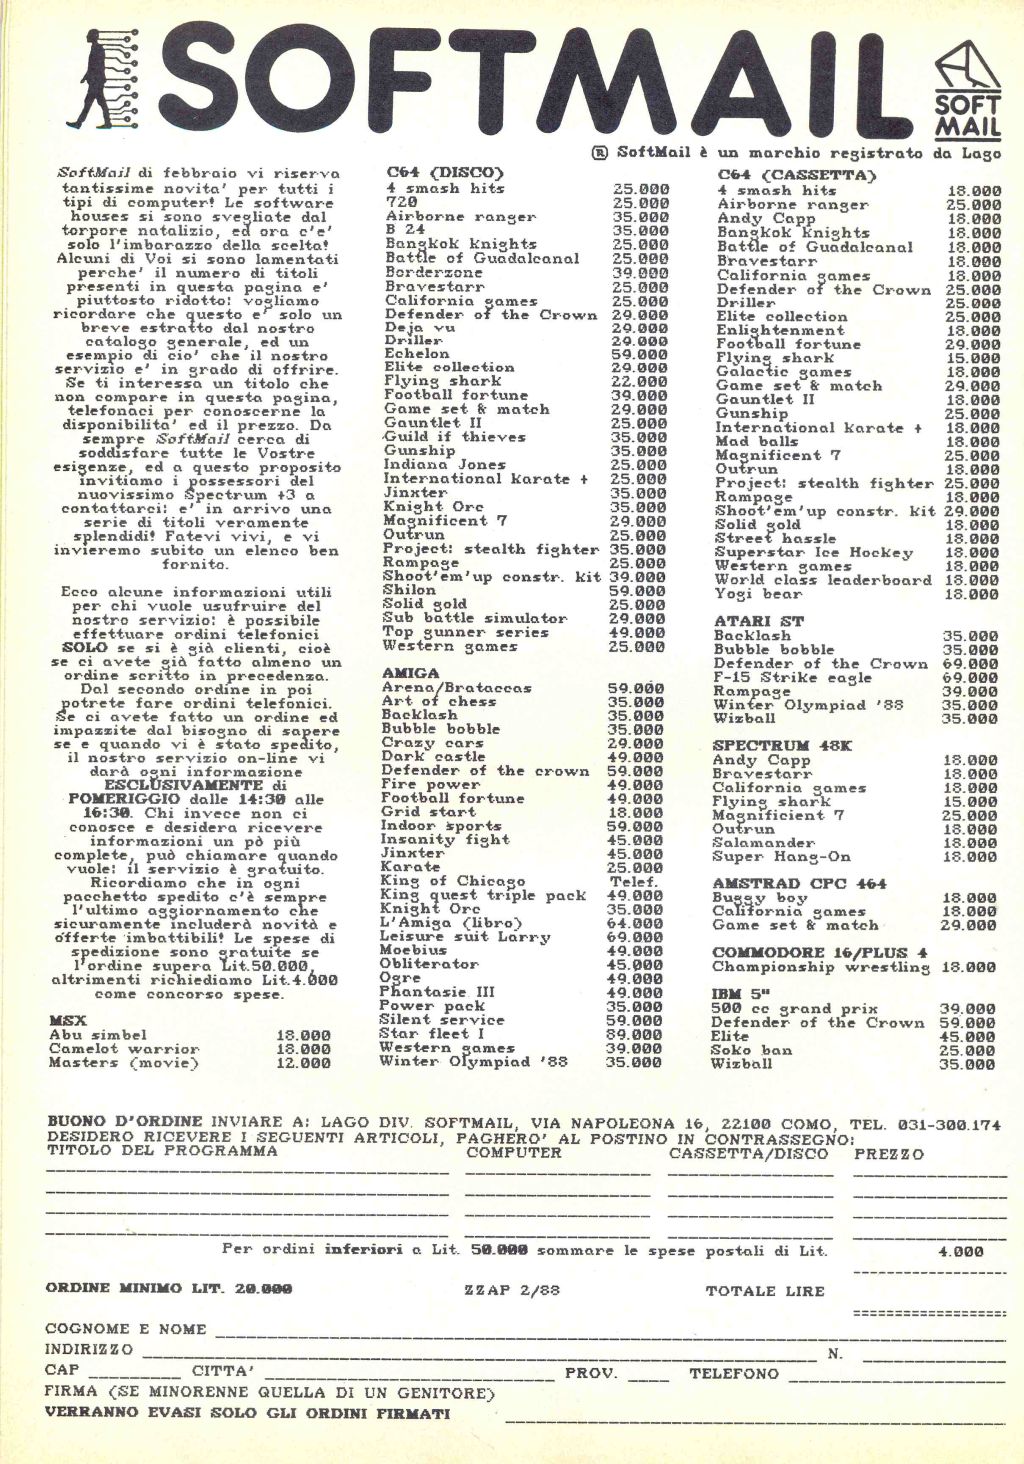 SOFTMAIL
SOFT
MAIL
® SoftMail è un marchio registrato da Lago
SoftMail di febbraio vi riserva
tantissime novita' per tutti i
tipi di computer! Le software
houses si sono svegliate dal
torpore natalizio, ed ora c'e'
solo l'imbarazzo della scelta!
Alcuni di Voi si sono lamentati
perche' il numero di titoli
presenti in questa pagina e'
piuttosto ridotto: vogliamo
ricordare che questo e' solo un
breve estratto dal nostro
catalogo generale, ed un
esempio di cio' che il nostro
servizio e' in grado di offrire.
Se ti interessa un titolo che
non compare in questa pagina,
telefonaci per conoscerne la
disponibilita' ed il prezzo. Da
sempre SoftMail cerca di
soddisfare tutte le Vostre
esigenze, ed a questo proposito
invitiamo i possessori del
nuovissimo Spectrum +3 a
contattarci: e' in arrivo una
serie di titoli veramente
splendidi! Fatevi vivi, e vi
invieremo subito un elenco ben
fornito.
Ecco alcune informazioni utili
per chi vuole usufruire del
nostro servizio: è possibile
effettuare ordini telefonici
SOLO se si è già clienti, cioè
se ci avete già fatto almeno un
ordine scritto in precedenza.
Dal secondo ordine in poi
potrete fare ordini telefonici.
Se ci avete fatto un ordine ed
impazzite dal bisogno di sapere
se e quando vi è stato spedito,
il nostro servizio on-line vi
darà ogni informazione
ESCLUSIVAMENTE di
POMERIGGIO dalle 14:30 alle
16:30. Chi invece non ci
conosce e desidera ricevere
informazioni un pò più
complete, può chiamare quando
vuole: il servizio è gratuito.
Ricordiamo che in ogni
pacchetto spedito c'è sempre
l'ultimo aggiornamento che
sicuramente includerà novità e
offerte imbattibili! Le spese di
spedizione sono gratuite se
l'ordine supera Lit.50.000,
altrimenti richiediamo Lit.4.000
come concorso spese.
MSX
Abu simbel 18.000
Camelot warrior 18.000
Masters (movie) 12.000
C64 (DISCO)
4 smash hits 25.000
720 25.000
Airborne ranger 35.000
B 24 35.000
Bangkok knights 25.000
Battle of Guadalcanal 25.000
Borderzone 39.000
Bravestarr 25.000
California games 25.000
Defender of the Crown 29.000
Deja vu 29.000
Driller 29.000
Echelon 59.000
Elite collection 29.000
Flying shark 22.000
Football fortune 39.000
Game set & match 29.000
Gauntlet II 25.000
Guild if thieves 35.000
Gunship 35.000
Indiana Jones 25.000
International karate + 25.000
Jinxter 35.000
Knight Orc 35.000
Magnificent 7 29.000
Outrun 25.000
Project: stealth fighter 35.000
Rampage 25.000
Shoot'em'up constr. kit 39.000
Shilon 59.000
Solid gold 25.000
Sub battle simulator 29.000
Top gunner series 49.000
Western games 25.000
AMIGA
Arena/Brataccas 59.000
Art of chess 35.000
Backlash 35.000
Bubble bobble 35.000
Crazy cars 29.000
Dark castle 49.000
Defender of the crown 59.000
Fire power 49.000
Football fortune 49.000
Grid start 18.000
Indoor sports 59.000
Insanity fight 45.000
Jinxter 45.000
Karate 25.000
King of Chicago Telef.
King quest triple pack 49.000
Knight Orc 35.000
L'Amiga (libro) 64.000
Leisure suit Larry 69.000
Moebius 49.000
Obliterator 45.000
Ogre 49.000
Phantasie III 49.000
Power pack 35.000
Silent service 59.000
Star fleet I 89.000
Western games 39.000
Winter Olympiad '88 35.000
C64 (CASSETTA)
4 smash hits 18.000
Airborne ranger 25.000
Andy Capp 18.000
Bangkok knights 18.000
Battle of Guadalcanal 18.000
Bravestarr 18.000
California games 18.000
Defender of the Crown 25.000
Driller 25.000
Elite collection 25.000
Enlightenment 18.000
Football fortune 29.000
Flying shark 15.000
Galactic games 18.000
Game set & match 29.000
Gauntlet II 18.000
Gunship 25.000
International karate + 18.000
Mad balls 18.000
Magnificent 7 25.000
Outrun 18.000
Project: stealth fighter 25.000
Rampage 18.000
Shoot'em'up constr. kit 29.000
Solid gold 18.000
Street hassle 18.000
Superstar Ice Hockey 18.000
Western games 18.000
World class leaderboard 18.000
Yogi bear 18.000
ATARI ST
Backlash 35.000
Bubble bobble 35.000
Defender of the Crown 69.000
F-15 Strike eagle 69.000
Rampage 39.000
Winter Olympiad '88 35.000
Wizball 35.000
SPECTRUM 48K
Andy Capp 18.000
Bravestarr 18.000
California games 18.000
Flying shark 15.000
Magnificient 7 25.000
Outrun 18.000
Salamander 18.000
Super Hang-On 18.000
AMSTRAD CPC 464
Buggy boy 18.000
California games 18.000
Game set & match 29.000
COMMODORE 16/PLUS 4
Championship wrestling 18.000
IBM 5"
500 cc grand prix 39.000
Defender of the Crown 59.000
Elite 45.000
Soko ban 25.000
Wizball 35.000
BUONO D'ORDINE INVIARE A: LAGO DIV. SOFTMAIL, VIA NAPOLEONA 16, 22100 COMO, TEL. 031-300.174
DESIDERO RICEVERE I SEGUENTI ARTICOLI, PAGHERO' AL POSTINO IN CONTRASSEGNO:
TITOLO DEL PROGRAMMA COMPUTER CASSETTA/DISCO PREZZO
Per ordini inferiori a Lit. 50.000 sommare le spese postali di Lit. 4.000
ORDINE MINIMO LIT. 20.000 ZZAP 2/88 TOTALE LIRE
COGNOME E NOME
INDIRIZZO N.
CAP CITTA' PROV. TELEFONO
FIRMA (SE MINORENNE QUELLA DI UN GENITORE)
VERRANNO EVASI SOLO GLI ORDINI FIRMATI